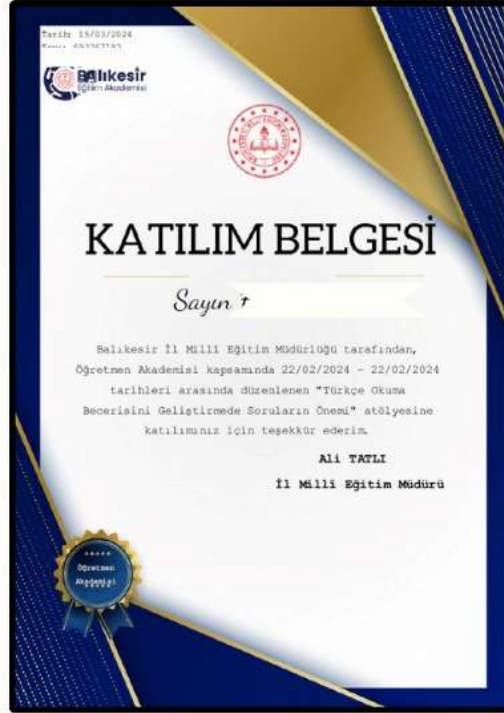 Tarih: 15/03/2024
BALIkesir
Eğitim Akademisi
KATILIM BELGESİ
Sayın
Balıkesir İl Milli Eğitim Müdürlüğü tarafından,
Öğretmen Akademisi kapsamında 22/02/2024 - 22/02/2024
tarihleri arasında düzenlenen "Türkçe Okuma
Becerisini Geliştirmede Soruların Önemi" atölyesine
katılımınız için teşekkür ederim.
Ali TATLI
İl Milli Eğitim Müdürü
Öğretmen
Akademisi